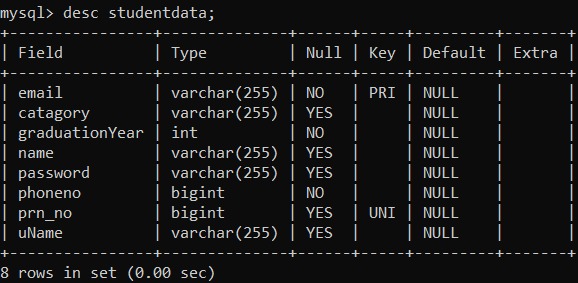 mysql> desc studentdata;
+----------------+--------------+------+-----+---------+-------+
| Field          | Type         | Null | Key | Default | Extra |
+----------------+--------------+------+-----+---------+-------+
| email          | varchar(255) | NO   | PRI | NULL    |       |
| catagory       | varchar(255) | YES  |     | NULL    |       |
| graduationYear | int          | NO   |     | NULL    |       |
| name           | varchar(255) | YES  |     | NULL    |       |
| password       | varchar(255) | YES  |     | NULL    |       |
| phoneno        | bigint       | NO   |     | NULL    |       |
| prn_no         | bigint       | YES  | UNI | NULL    |       |
| uName          | varchar(255) | YES  |     | NULL    |       |
+----------------+--------------+------+-----+---------+-------+
8 rows in set (0.00 sec)